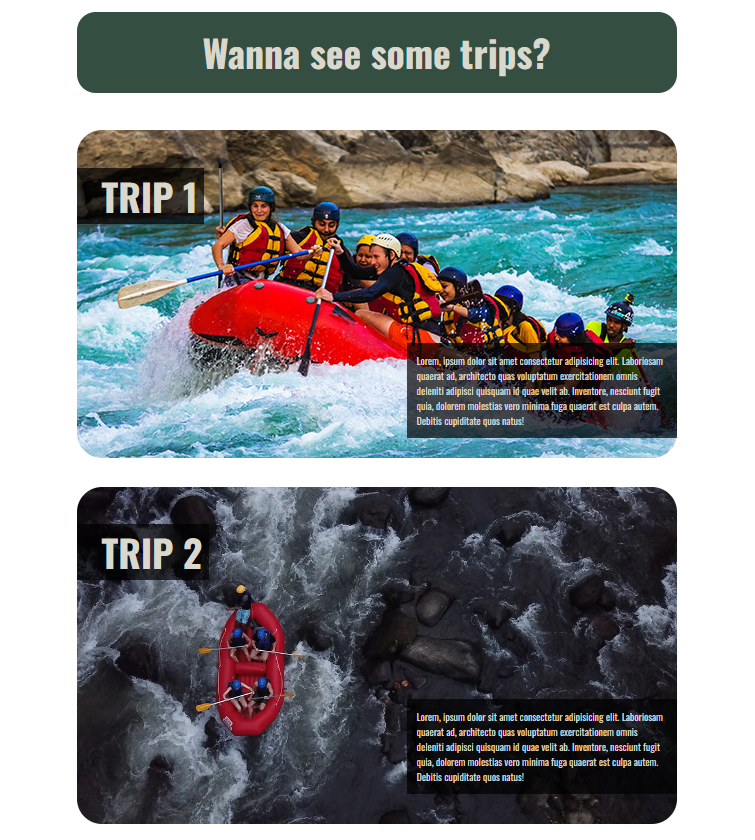 Wanna see some trips?
TRIP 1
Lorem, ipsum dolor sit amet consectetur adipisicing elit. Laboriosam
quaerat ad, architecto quas voluptatum exercitationem omnis
deleniti adipisci quisquam id quae velit ab. Inventore, nesciunt fugit
quia, dolorem molestias vero minima fuga quaerat est culpa autem.
Debitis cupiditate quos natus!
TRIP 2
Lorem, ipsum dolor sit amet consectetur adipisicing elit. Laboriosam
quaerat ad, architecto quas voluptatum exercitationem omnis
deleniti adipisci quisquam id quae velit ab. Inventore, nesciunt fugit
quia, dolorem molestias vero minima fuga quaerat est culpa autem.
Debitis cupiditate quos natus!